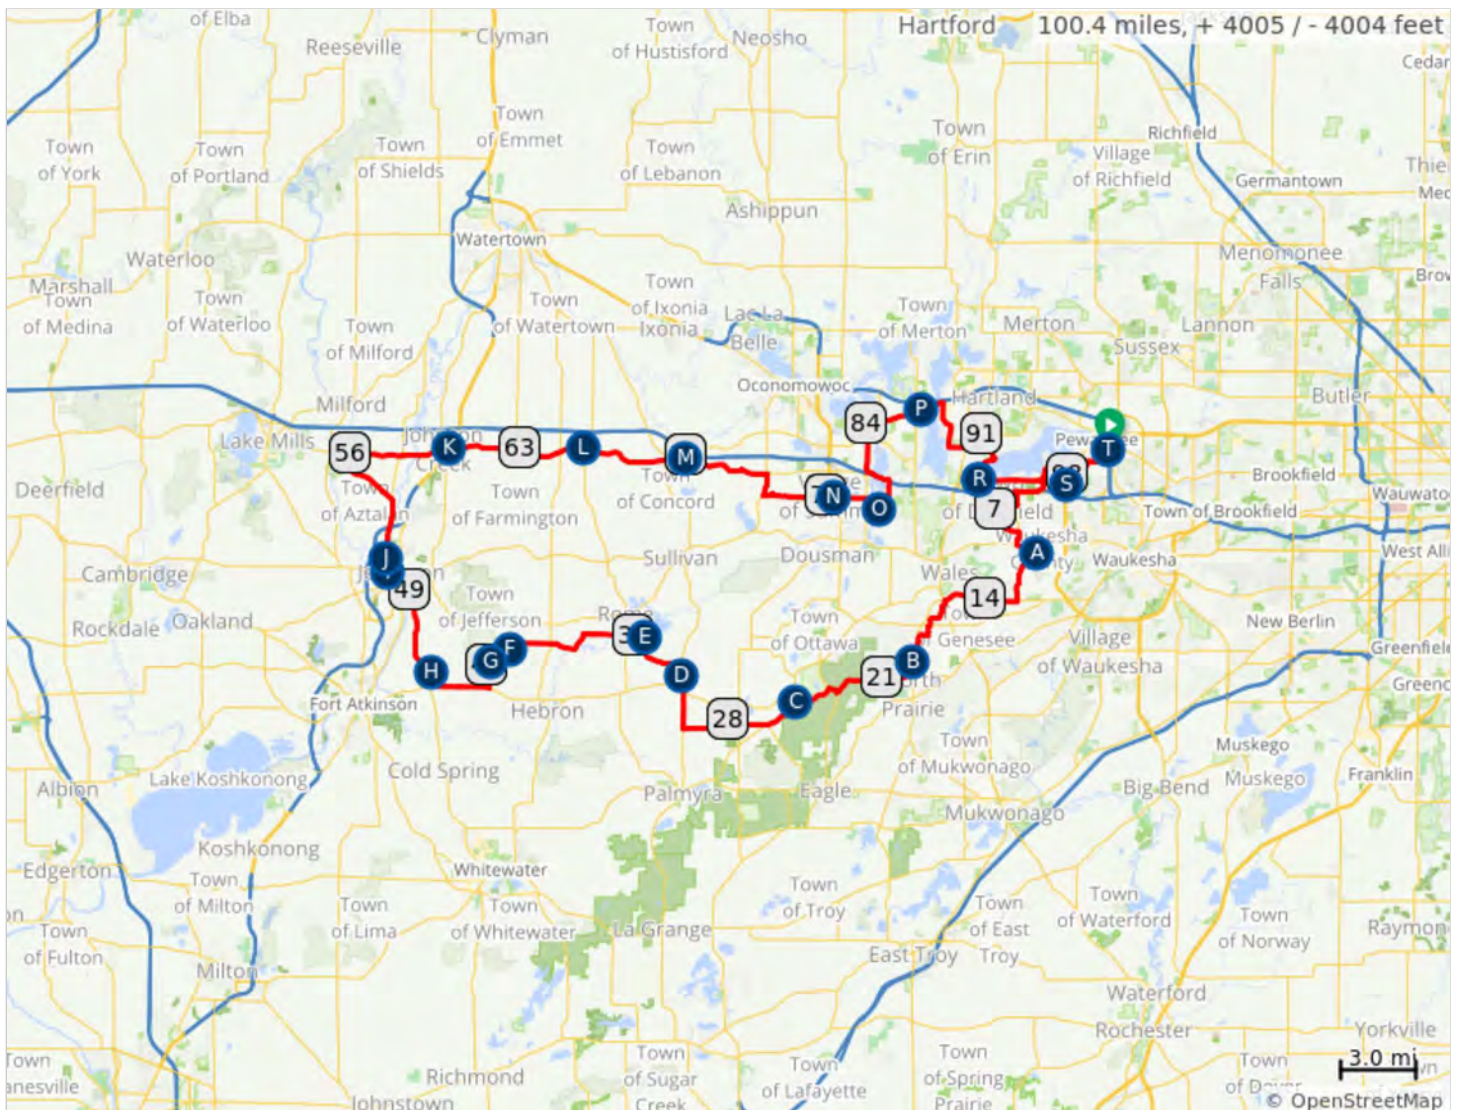 of Elba
Clyman
Town
of Hustisford
Neosho
Hartford 100.4 miles, + 4005 / - 4004 feet
Reeseville
Town
of Emmet
Town
of York
Town
of Portland
Town
of Shields
Town
of Lebanon
Town
of Erin
Richfield
Village
of Richfield
Germantown
Ashippun
Watertown
Waterloo
Menomonee
Falls
Marshall
Town
of Medina
Town
of Waterloo
Town
of Milford
Town
of Watertown
Town
of Ixonia
Ixonia
Lac La
Belle
Town
of Merton
Merton
Lannon
Sussex
Oconomowoc
Hartland
Butler
Milford
Lake Mills
Creek
56
K
63
L
M
84
P
91
T
Brookfield
Deerfield
Town
of Aztalan
Town
of Farmington
Town
of Concord
N
O
R
S
7
Town of Brookfield
Waukesha
County
Waukesha
A
Sullivan
Dousman
Wales
Cambridge
J
49
Oakland
Rockdale
Town
of Jefferson
Rome
E
F
G
H
D
Town
of Ottawa
14
of Genesee
Village
of Waukesha
New Berlin
B
21
Prairie
C
28
Fort Atkinson
Hebron
Town
of Mukwonago
Muskego
Muskego
Franklin
Lake Koshkonong
Cold Spring
Albion
Palmyra
Eagle
Big Bend
Mukwonago
Koshkonong
Edgerton
Whitewater
Town
of Milton
Town
of Lima
Town
of Whitewater
La Grange
Town
of Troy
Town
of East
Troy
Town
of Waterford
Town
of Norway
Town
of Fulton
Milton
East Troy
Waterford
Rochester
Yorkville
Richmond
Town
of Sugar
Creek
Town
of Lafayette
Town
of Spring
Prairie
Town
3.0 mi
Johnstown
© OpenStreetMap